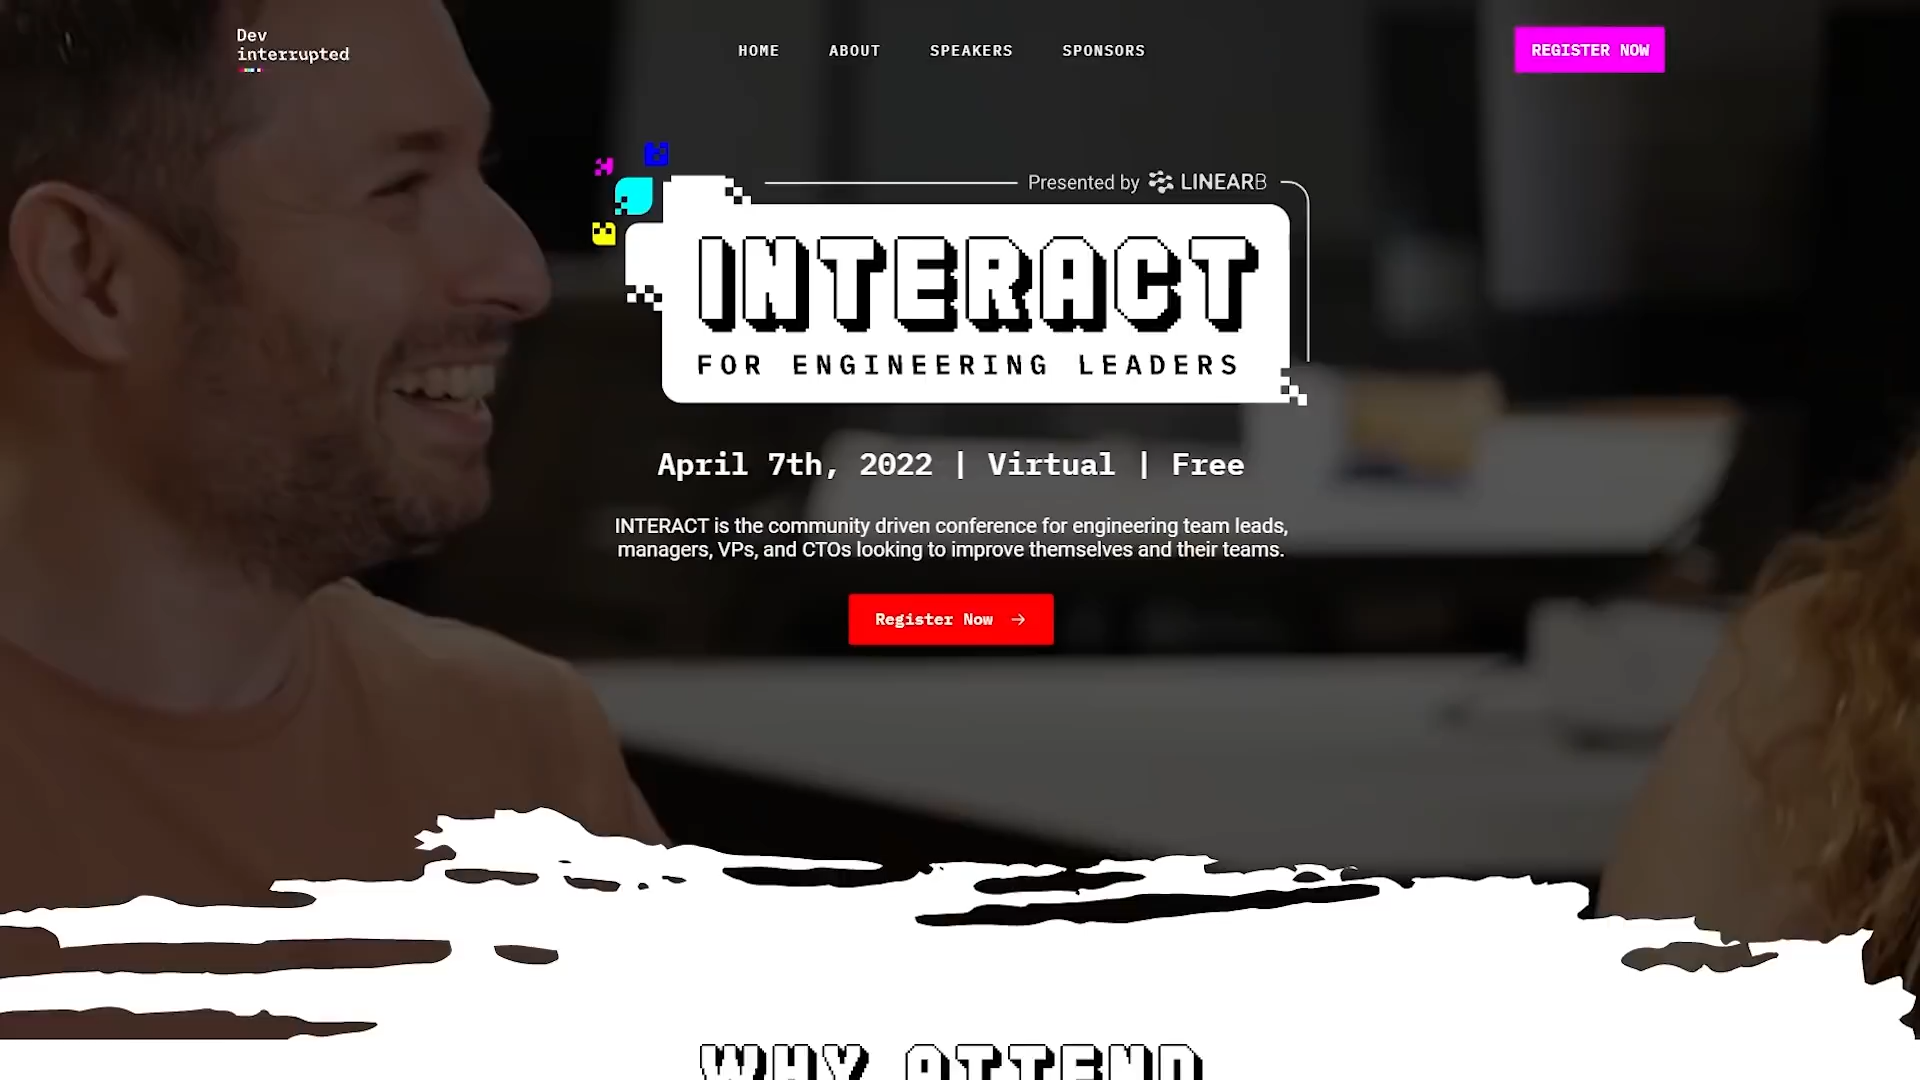 Dev
interrupted
HOME ABOUT SPEAKERS SPONSORS
REGISTER NOW
Presented by LINEARB
INTERACT
FOR ENGINEERING LEADERS
April 7th, 2022 | Virtual | Free
INTERACT is the community driven conference for engineering team leads,
managers, VPs, and CTOs looking to improve themselves and their teams.
Register Now →
WHY ATTEND